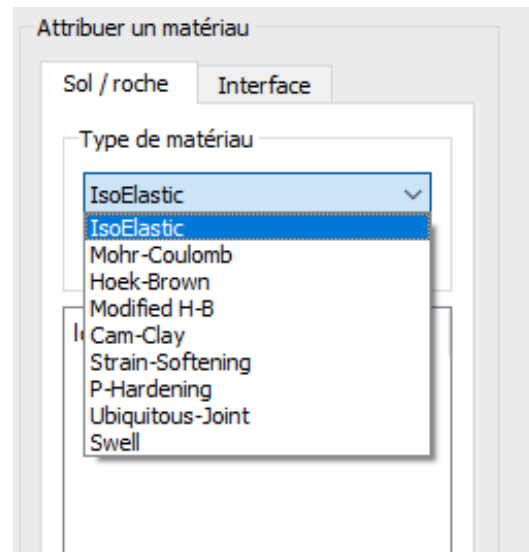 Attribuer un matériau
Sol / roche
Interface
Type de matériau
IsoElastic
IsoElastic
Mohr-Coulomb
Hoek-Brown
Modified H-B
Cam-Clay
Strain-Softening
P-Hardening
Ubiquitous-Joint
Swell